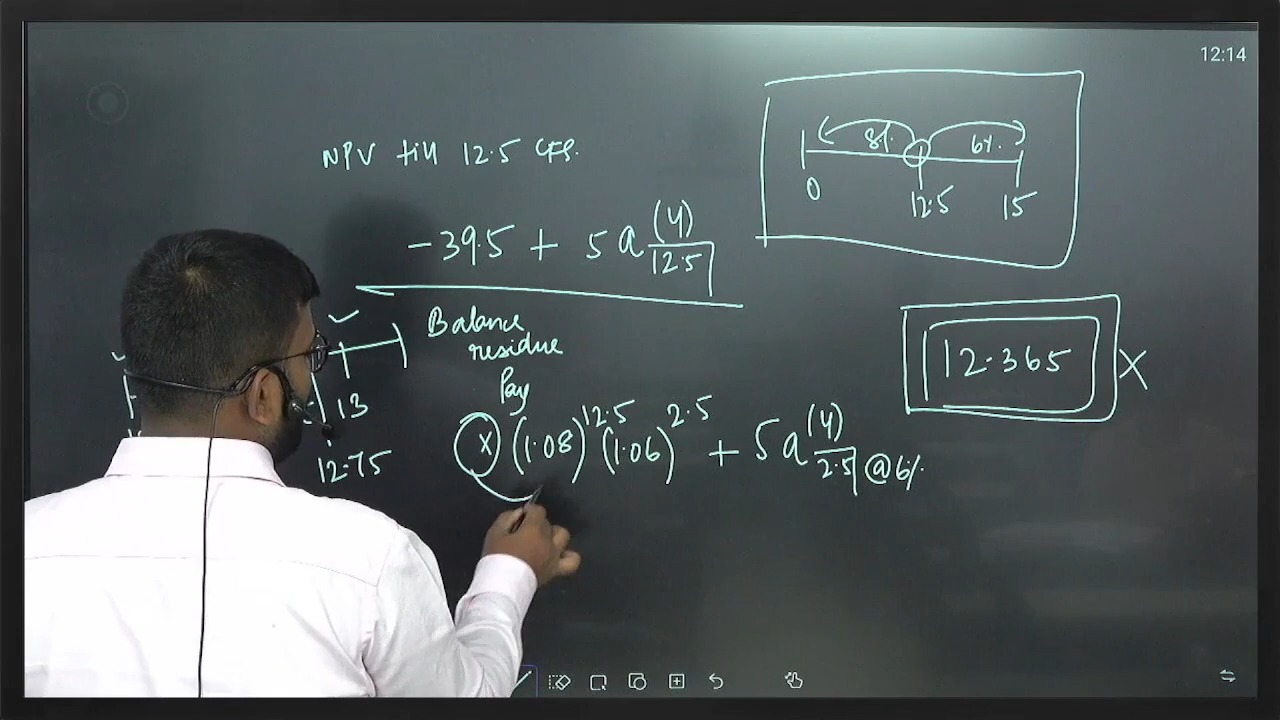 12:14
NPV till 12.5 CFS.
8% 6%
0 12.5 15
-39.5 + 5a(4)12.5
Balance
residue
Pay
12.365 X
13
12.75
X (1.08)12.5 (1.06)2.5 + 5a(4)2.5 @6%